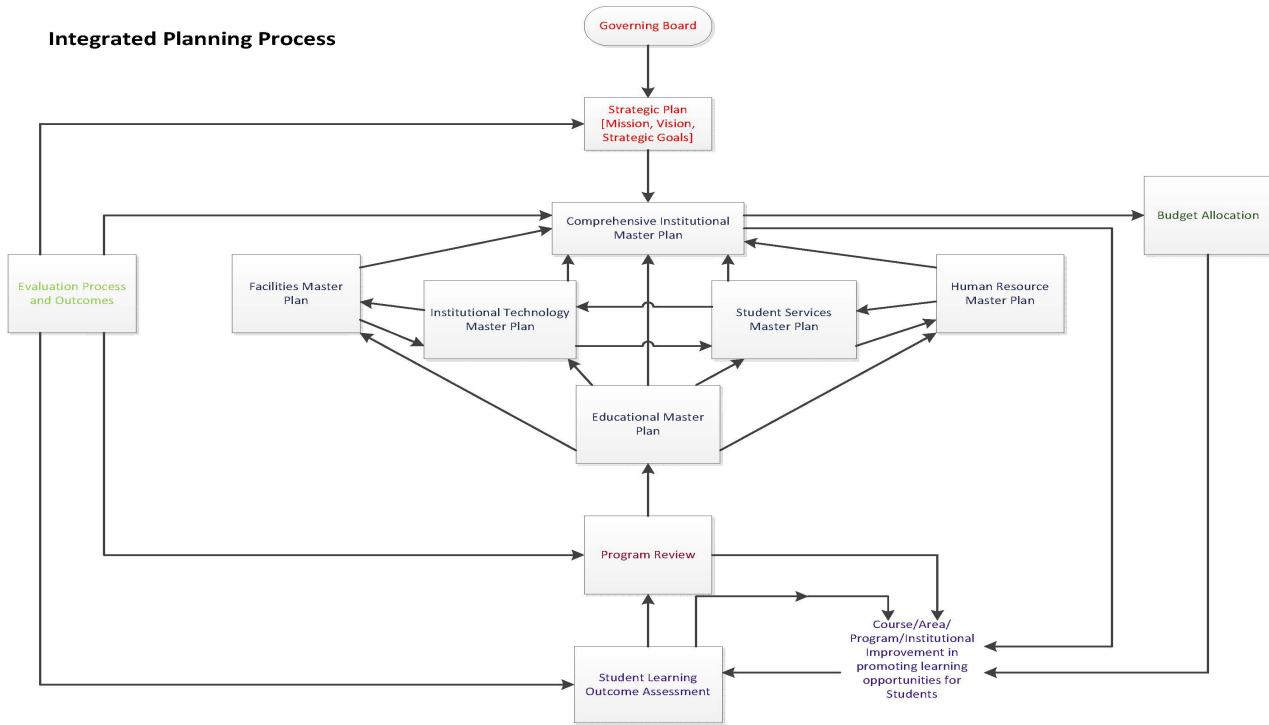 Governing Board
Integrated Planning Process
Strategic Plan
[Mission, Vision,
Strategic Goals]
Comprehensive Institutional
Master Plan
Budget Allocation
Evaluation Process
and Outcomes
Facilities Master
Plan
Institutional Technology
Master Plan
Student Services
Master Plan
Human Resource
Master Plan
Educational Master
Plan
Program Review
Course/Area/
Program/Institutional
Improvement in
promoting learning
opportunities for
Students
Student Learning
Outcome Assessment